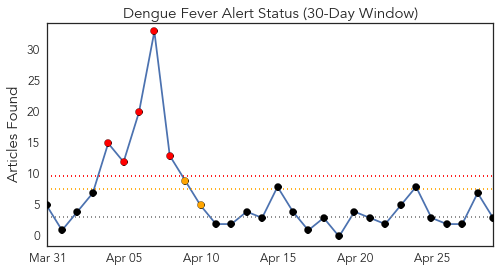 Dengue Fever Alert Status (30-Day Window)
Articles Found
30
25
20
15
10
5
0
Mar 31 Apr 05 Apr 10 Apr 15 Apr 20 Apr 25